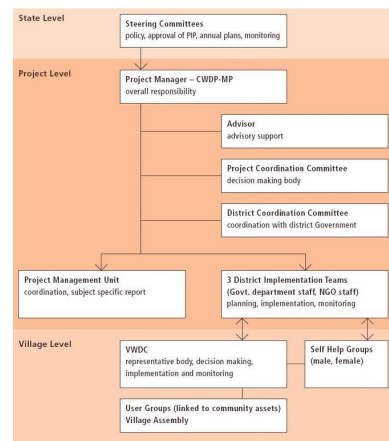 State Level
Steering Committees
policy, approval of PIP, annual plans, monitoring
Project Level
Project Manager – CWDP-MP
overall responsibility
Advisor
advisory support
Project Coordination Committee
decision making body
District Coordination Committee
coordination with district Government
Project Management Unit
coordination, subject specific report
3 District Implementation Teams
(Govt. department staff, NGO staff)
planning, implementation, monitoring
Village Level
VWDC
representative body, decision making,
implementation and monitoring
Self Help Groups
(male, female)
User Groups (linked to community assets)
Village Assembly